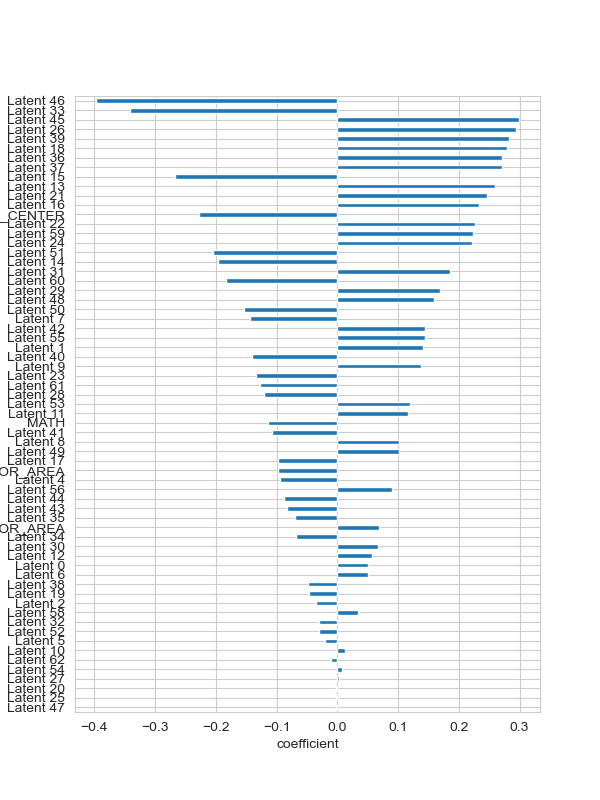 Latent 46
Latent 33
Latent 45
Latent 26
Latent 39
Latent 18
Latent 36
Latent 37
Latent 15
Latent 13
Latent 21
Latent 16
_CENTER
Latent 22
Latent 59
Latent 24
Latent 51
Latent 14
Latent 31
Latent 60
Latent 29
Latent 48
Latent 50
Latent 7
Latent 42
Latent 55
Latent 1
Latent 40
Latent 9
Latent 23
Latent 61
Latent 28
Latent 53
Latent 11
MATH
Latent 41
Latent 8
Latent 49
Latent 17
OR_AREA
Latent 4
Latent 56
Latent 44
Latent 43
Latent 35
OR_AREA
Latent 34
Latent 30
Latent 12
Latent 0
Latent 6
Latent 38
Latent 19
Latent 2
Latent 58
Latent 32
Latent 52
Latent 5
Latent 10
Latent 62
Latent 54
Latent 27
Latent 20
Latent 25
Latent 47
−0.4 −0.3 −0.2 −0.1 0.0 0.1 0.2 0.3
coefficient